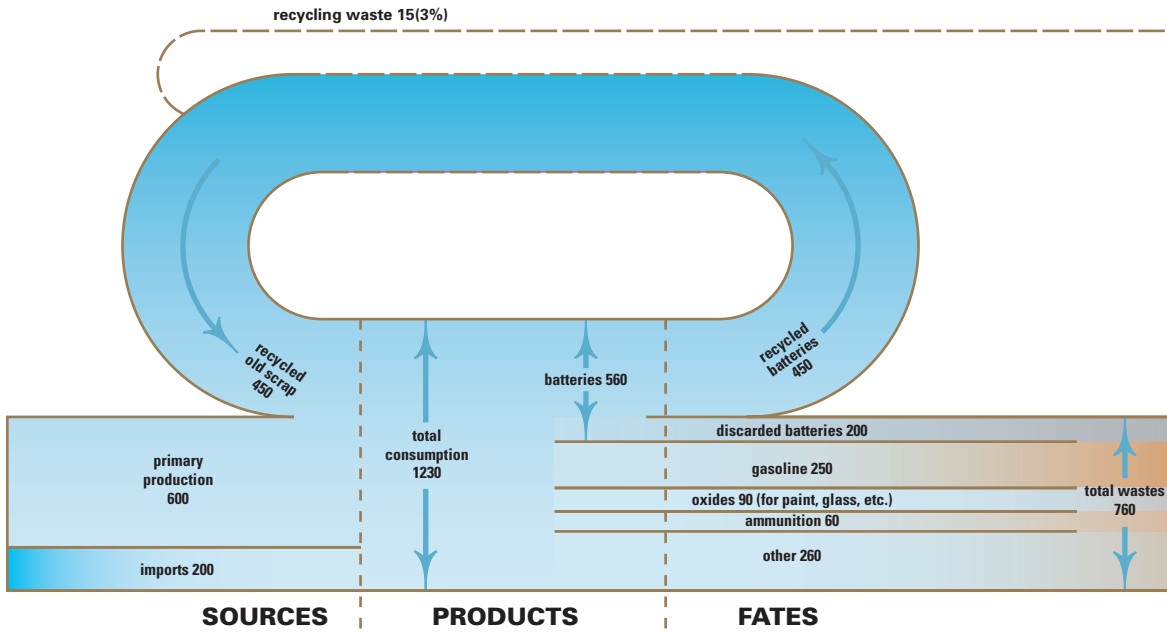 recycling waste 15(3%)
recycled
old scrap
450
recycled
batteries
450
batteries 560
total
consumption
1230
primary
production
600
imports 200
discarded batteries 200
gasoline 250
oxides 90 (for paint, glass, etc.)
ammunition 60
other 260
total wastes
760
SOURCES
PRODUCTS
FATES